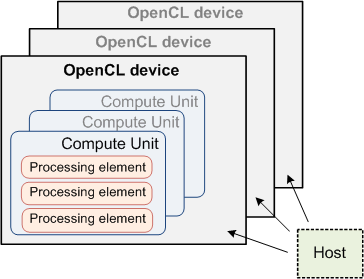 OpenCL device
OpenCL device
OpenCL device
Compute Unit
Compute Unit
Compute Unit
Processing element
Processing element
Processing element
Host